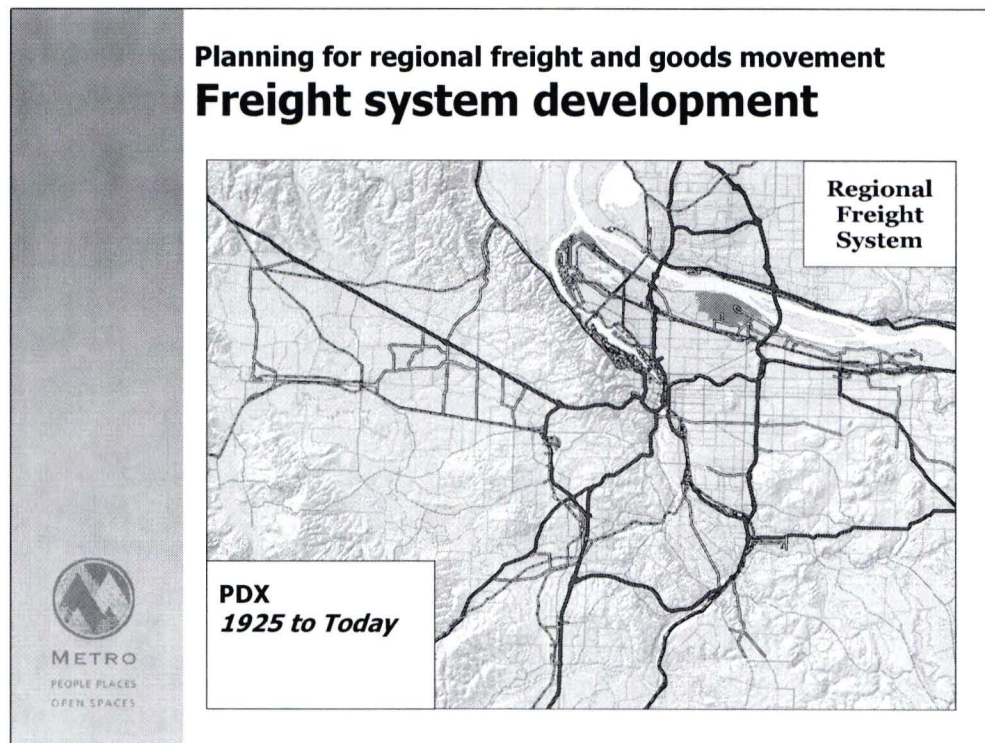 Planning for regional freight and goods movement
Freight system development
Regional
Freight
System
PDX
1925 to Today
METRO
PEOPLE PLACES
OPEN SPACES